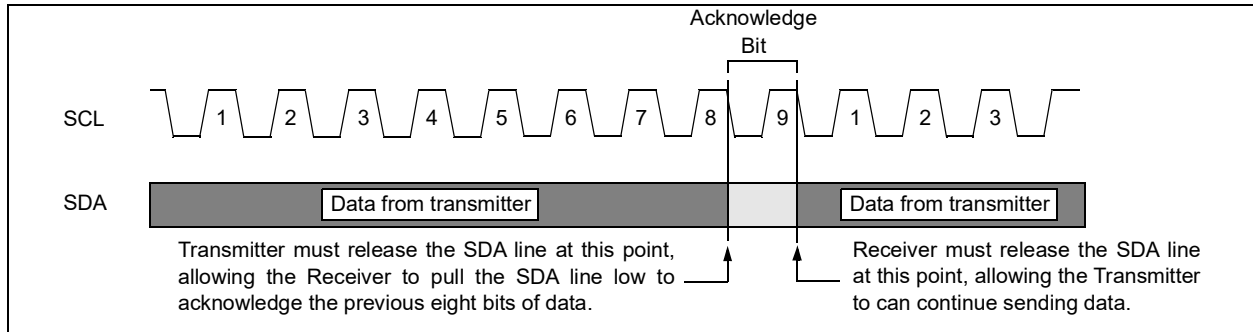 Acknowledge
Bit
SCL
1 2 3 4 5 6 7 8 9 1 2 3
SDA
Data from transmitter Data from transmitter
Transmitter must release the SDA line at this point,
allowing the Receiver to pull the SDA line low to
acknowledge the previous eight bits of data.
Receiver must release the SDA line
at this point, allowing the Transmitter
to can continue sending data.